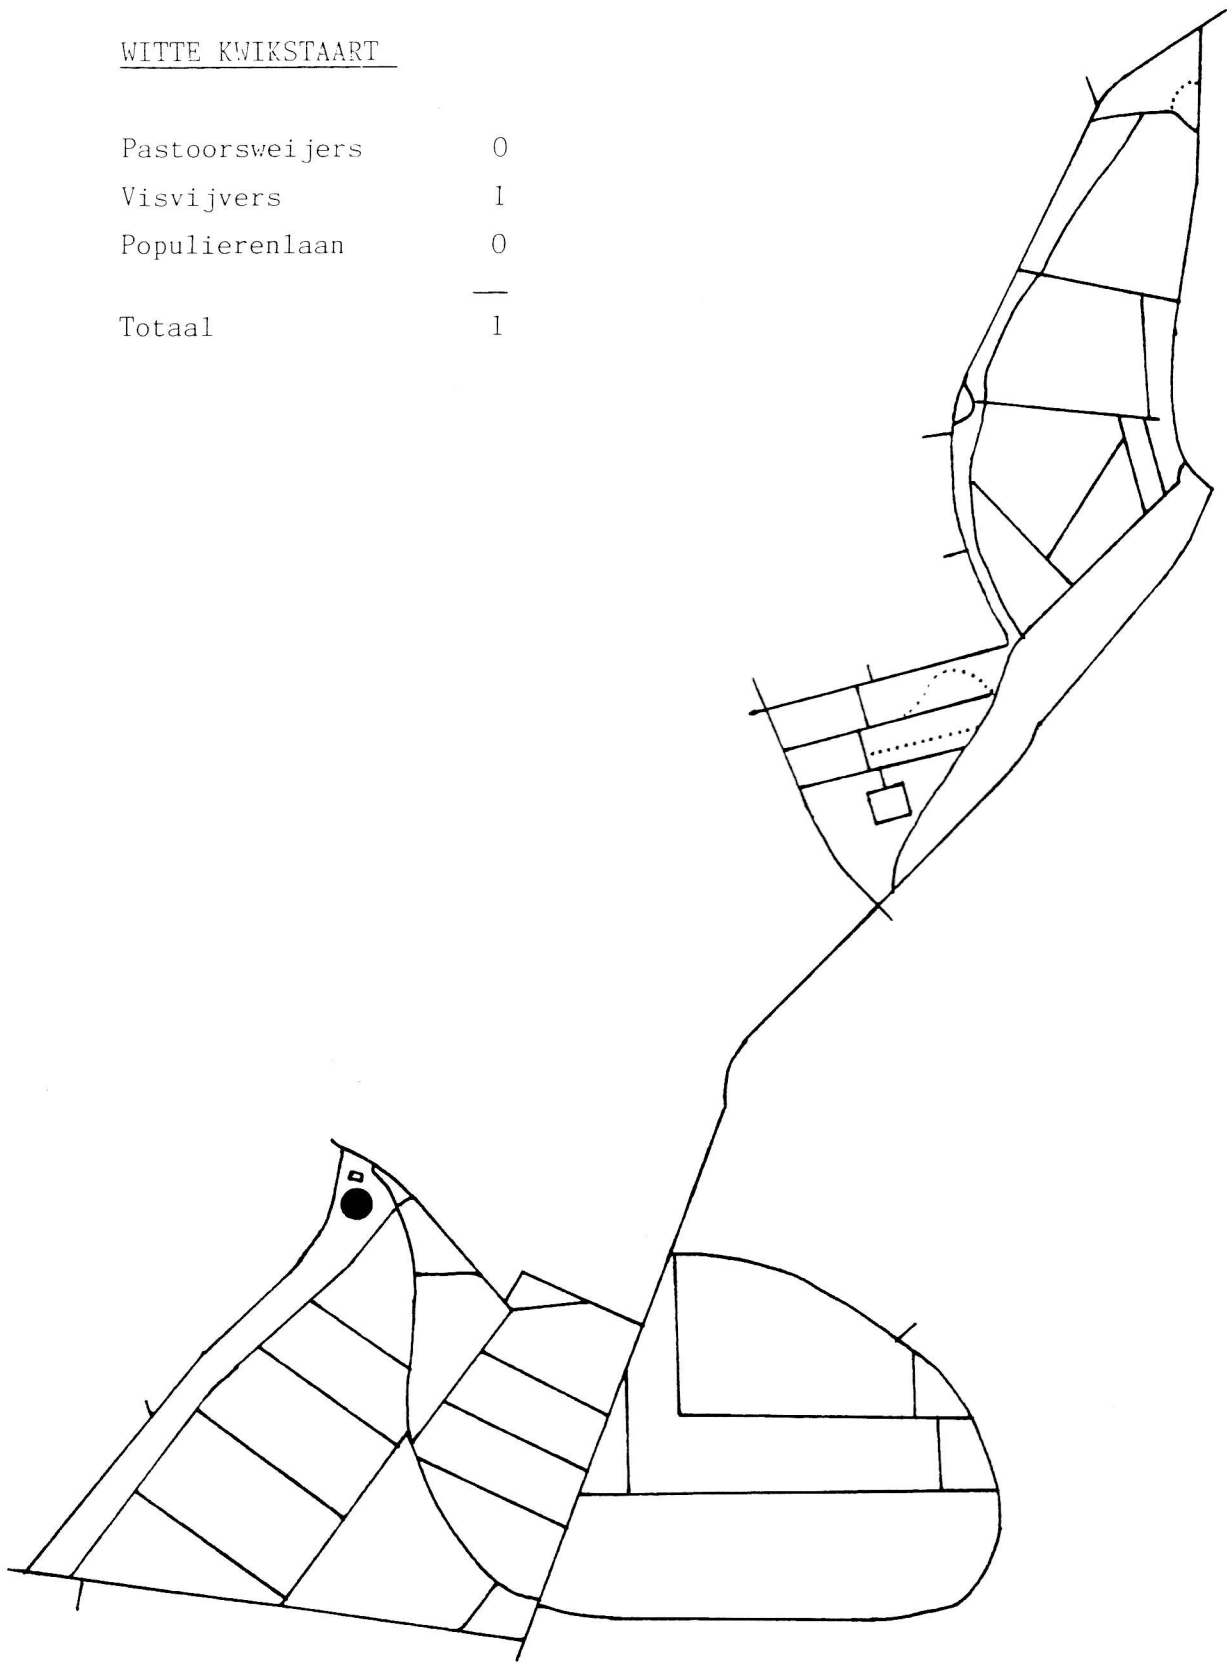 WITTE KWIKSTAART
Pastoorsweijers 0
Visvijvers 1
Populierenlaan 0
Totaal 1